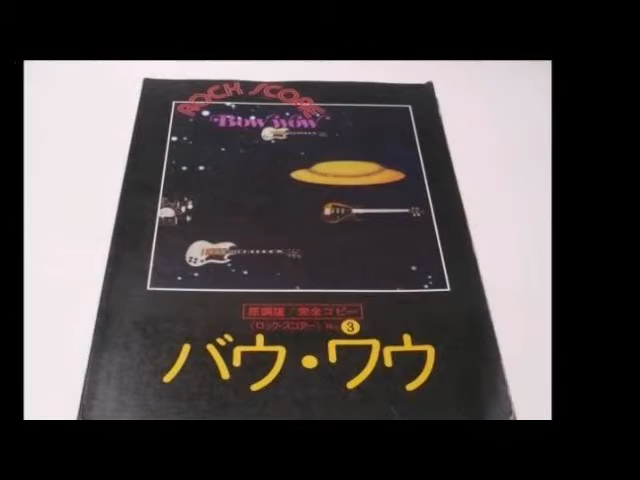 ROCK SCORE
Bow wow
原調版/完全コピー
〈ロック・スコアー〉No.3
バウ・ワウ